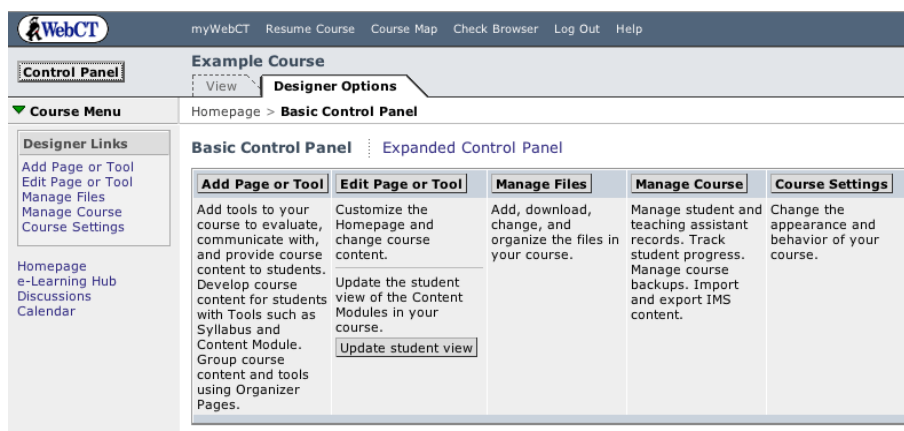 WebCT
myWebCT Resume Course Course Map Check Browser Log Out Help
Control Panel
Example Course
View Designer Options
Course Menu
Homepage > Basic Control Panel
Designer Links
Add Page or Tool
Edit Page or Tool
Manage Files
Manage Course
Course Settings
Homepage
e-Learning Hub
Discussions
Calendar
Basic Control Panel Expanded Control Panel
Add Page or Tool
Add tools to your
course to evaluate,
communicate with,
and provide course
content to students.
Develop course
content for students
with Tools such as
Syllabus and
Content Module.
Group course
content and tools
using Organizer
Pages.
Edit Page or Tool
Customize the
Homepage and
change course
content.
Update the student
view of the Content
Modules in your
course.
Update student view
Manage Files
Add, download,
change, and
organize the files in
your course.
Manage Course
Manage student and
teaching assistant
records. Track
student progress.
Manage course
backups. Import
and export IMS
content.
Course Settings
Change the
appearance and
behavior of your
course.